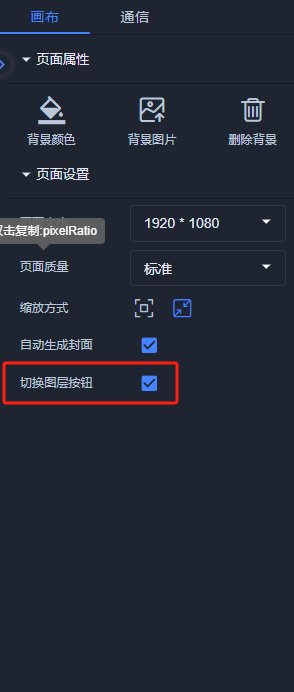 画布 通信
页面属性
背景颜色 背景图片 删除背景
页面设置
1920 * 1080
双击复制:pixelRatio
页面质量 标准
缩放方式
自动生成封面
切换图层按钮